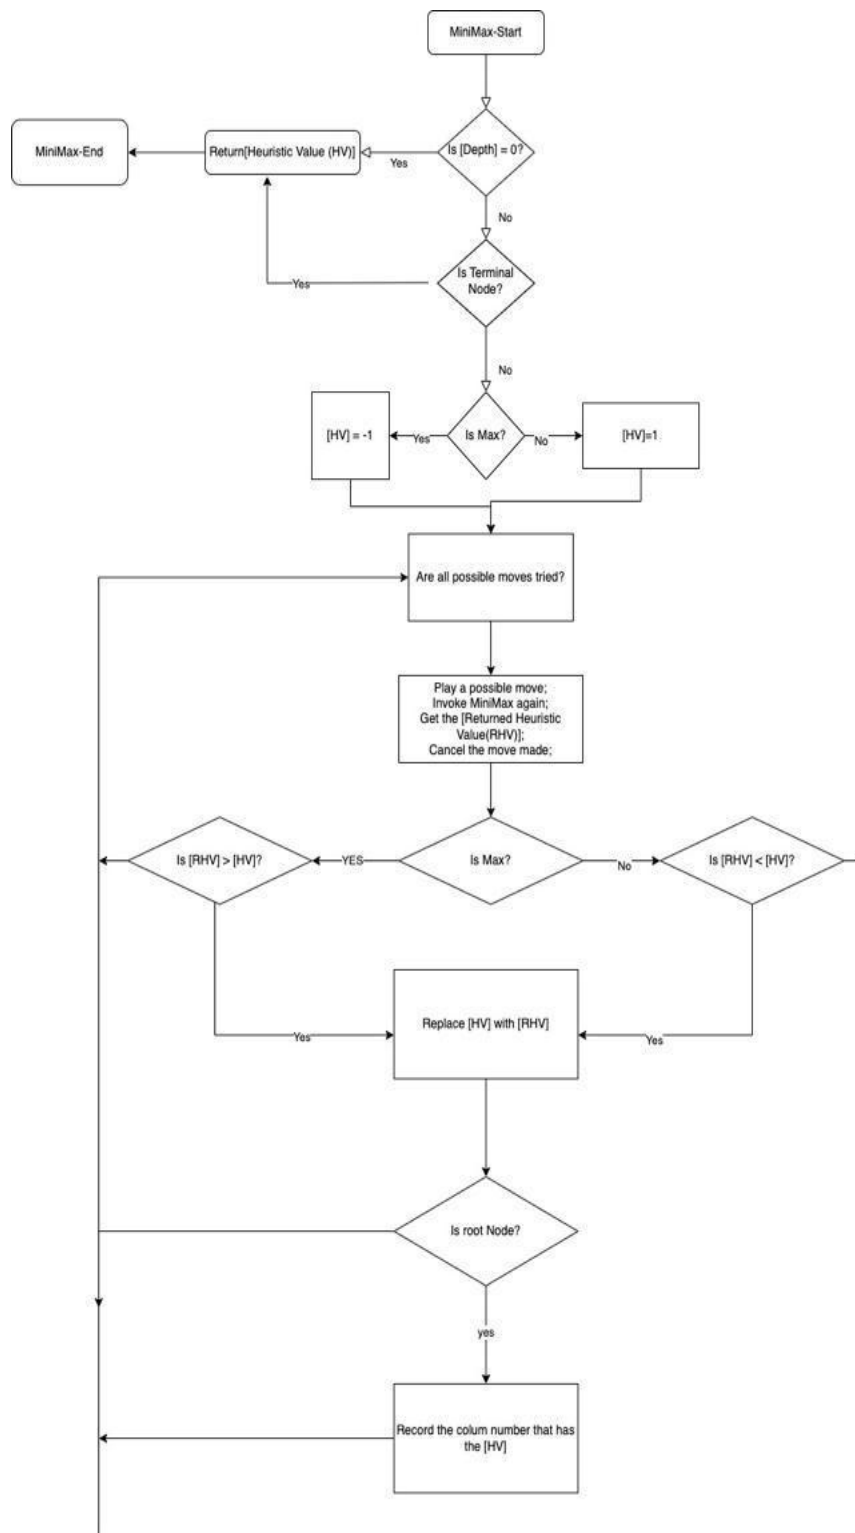 MiniMax-Start
Is [Depth] = 0?
Yes
Return[Heuristic Value (HV)]
MiniMax-End
No
Is Terminal
Node?
Yes
No
Is Max?
Yes
[HV] = -1
No
[HV]=1
Are all possible moves tried?
Play a possible move;
Invoke MiniMax again;
Get the [Returned Heuristic
Value(RHV)];
Cancel the move made;
Is Max?
YES
Is [RHV] > [HV]?
No
Is [RHV] < [HV]?
Yes
Replace [HV] with [RHV]
Yes
Is root Node?
yes
Record the colum number that has
the [HV]